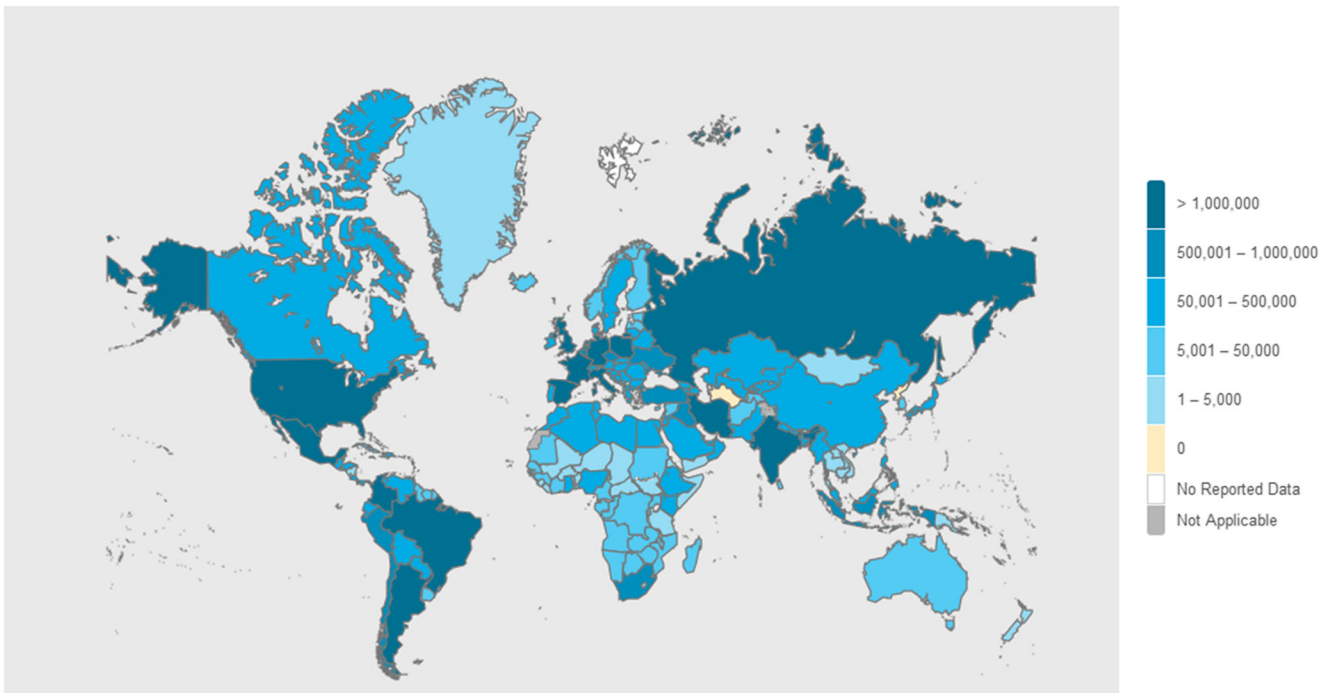 > 1,000,000
500,001 – 1,000,000
50,001 – 500,000
5,001 – 50,000
1 – 5,000
0
No Reported Data
Not Applicable